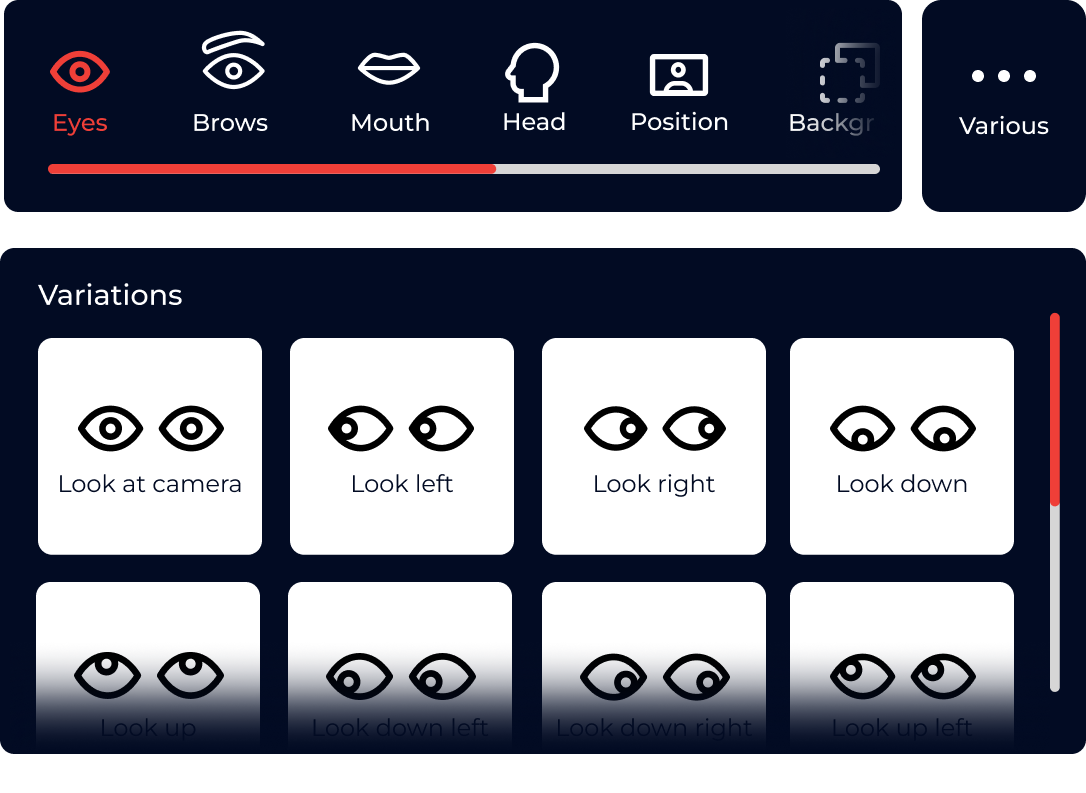 Eyes
Brows
Mouth
Head
Position
Backgr
Various
Variations
Look at camera
Look left
Look right
Look down
Look up
Look down left
Look down right
Look up left